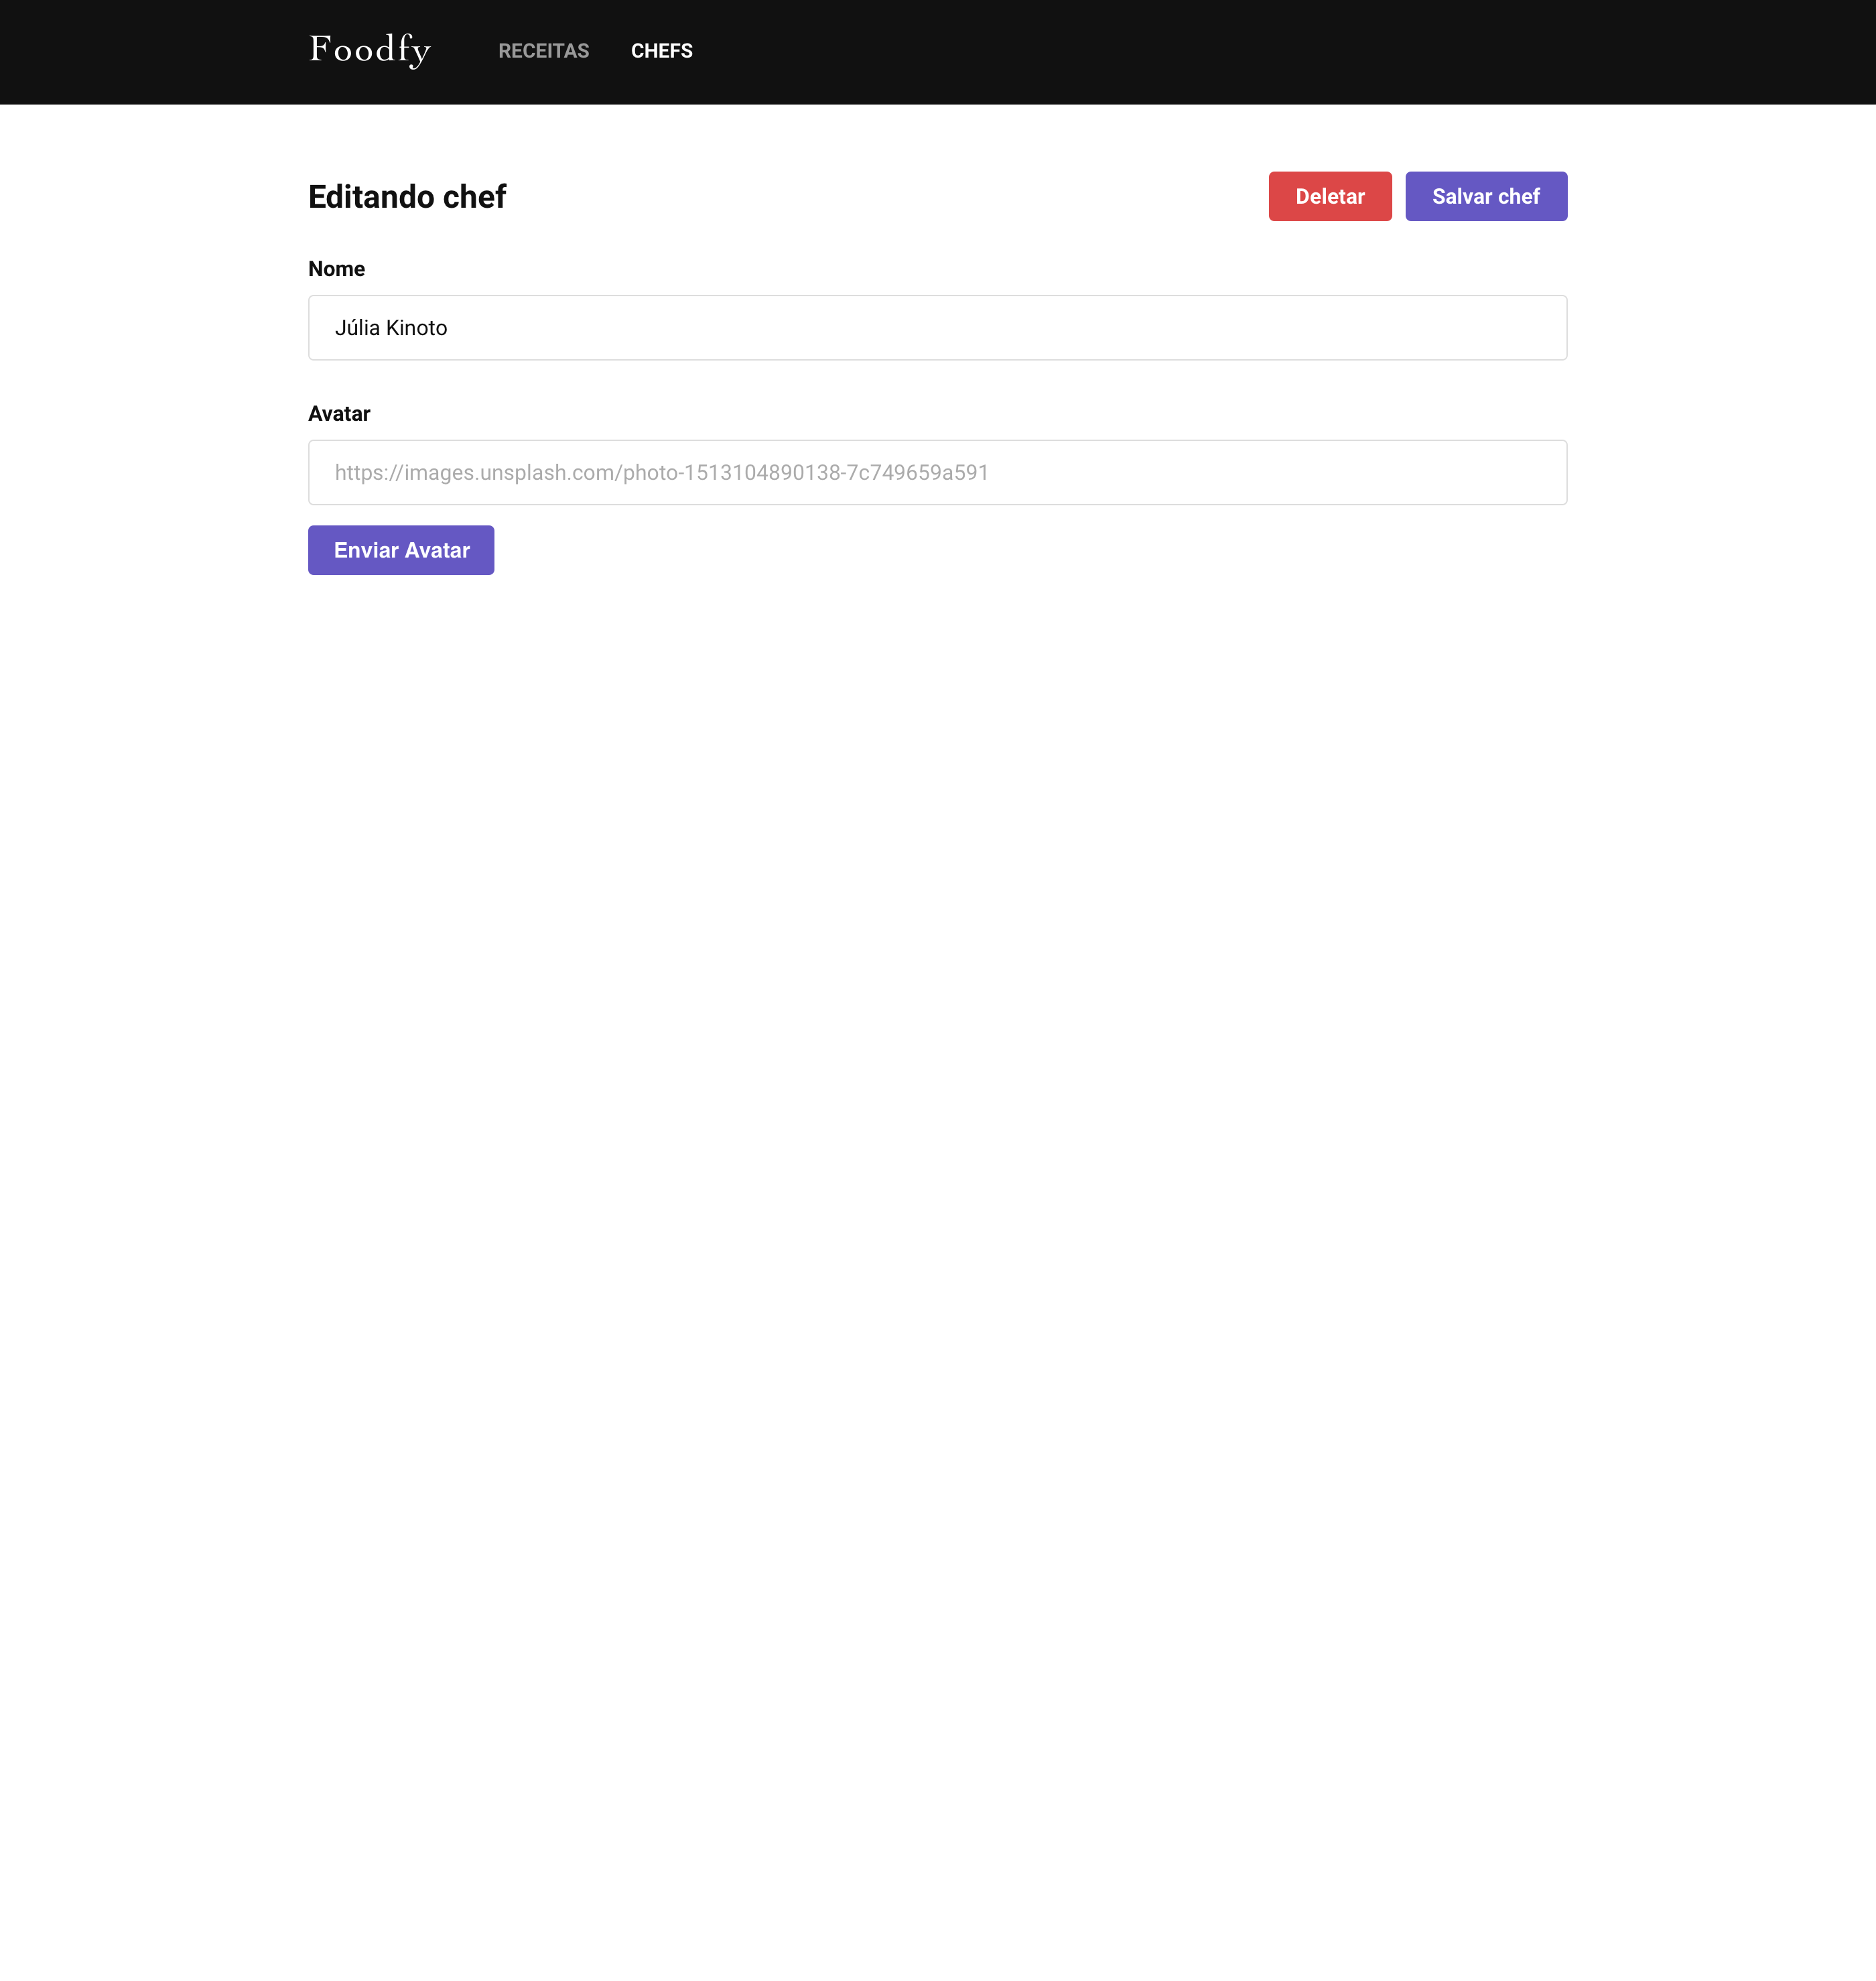 Foodfy RECEITAS CHEFS
Editando chef Deletar Salvar chef
Nome
Júlia Kinoto
Avatar
https://images.unsplash.com/photo-1513104890138-7c749659a591
Enviar Avatar